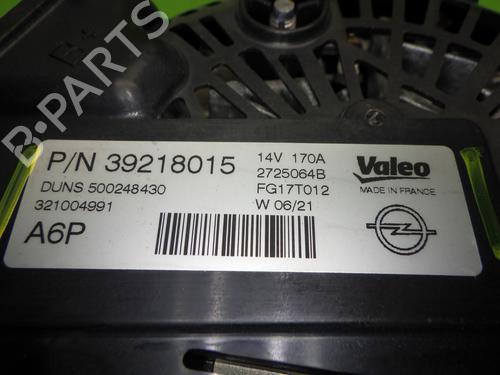 B+
B-PARTS
P/N 39218015
14V 170A
Valeo
DUNS 500248430
2725064B
MADE IN FRANCE
321004991
FG17T012
A6P
W 06/21